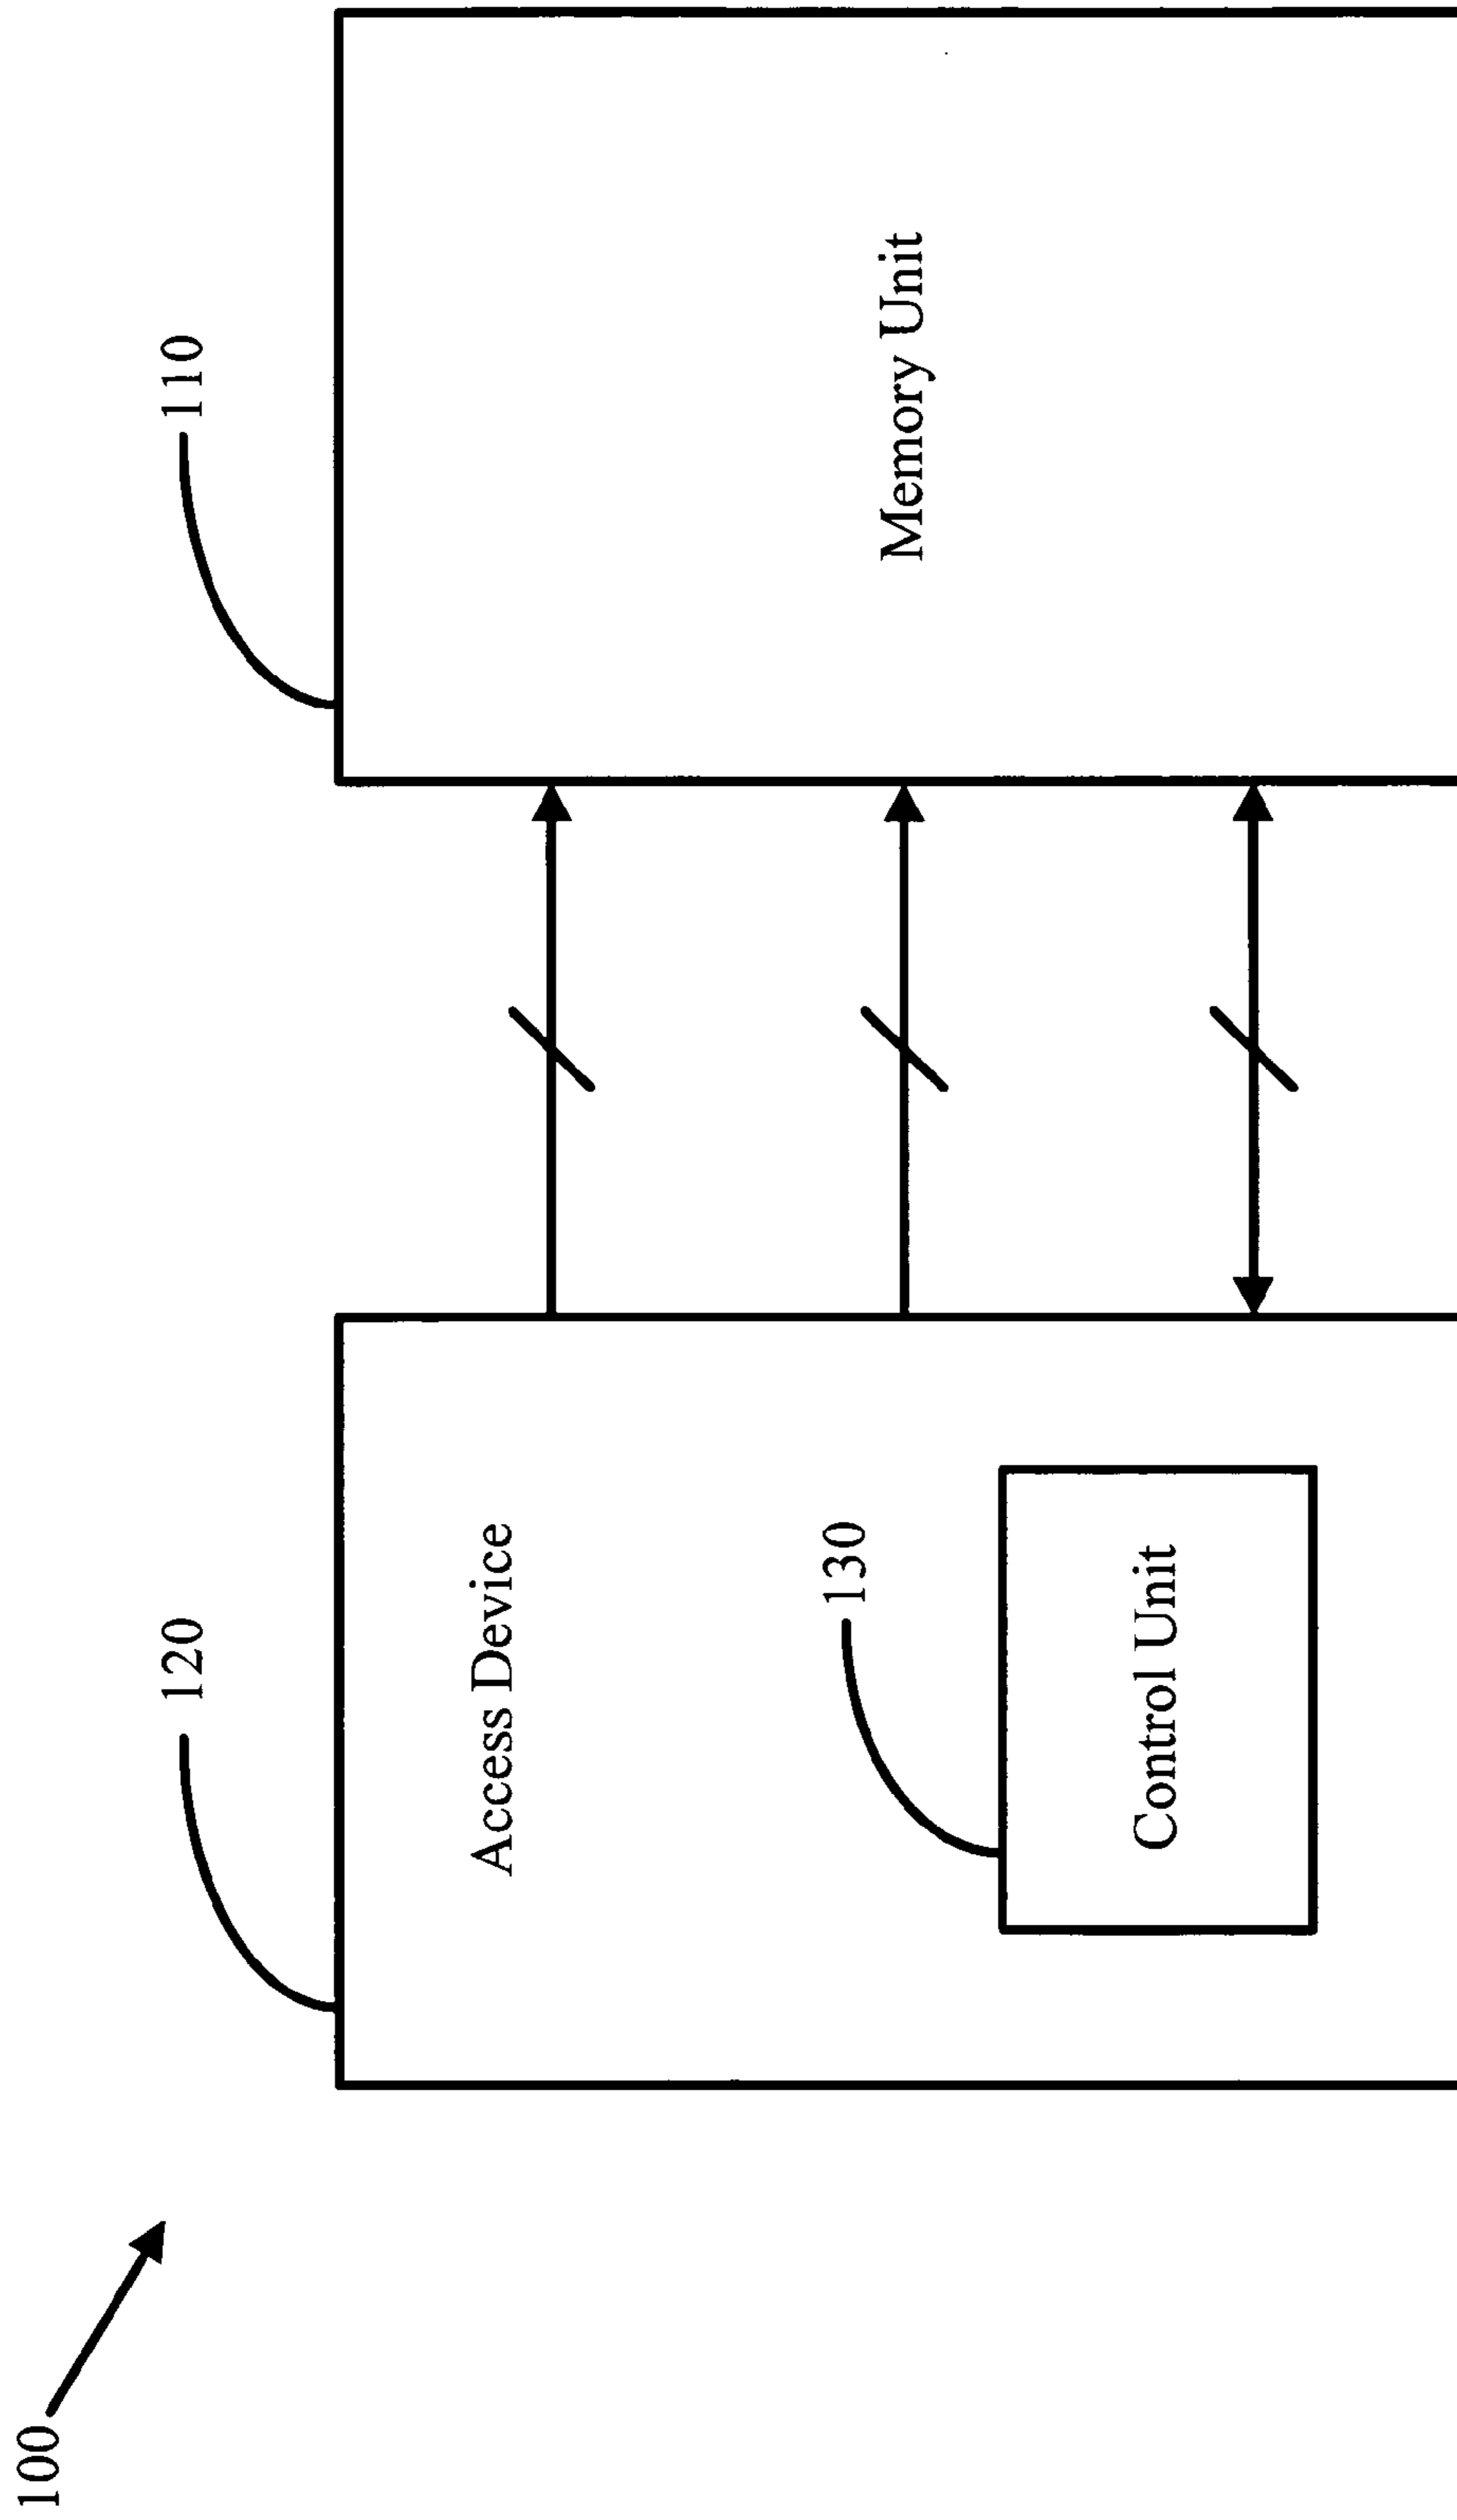 100
120
110
Access Device
130
Memory Unit
Control Unit